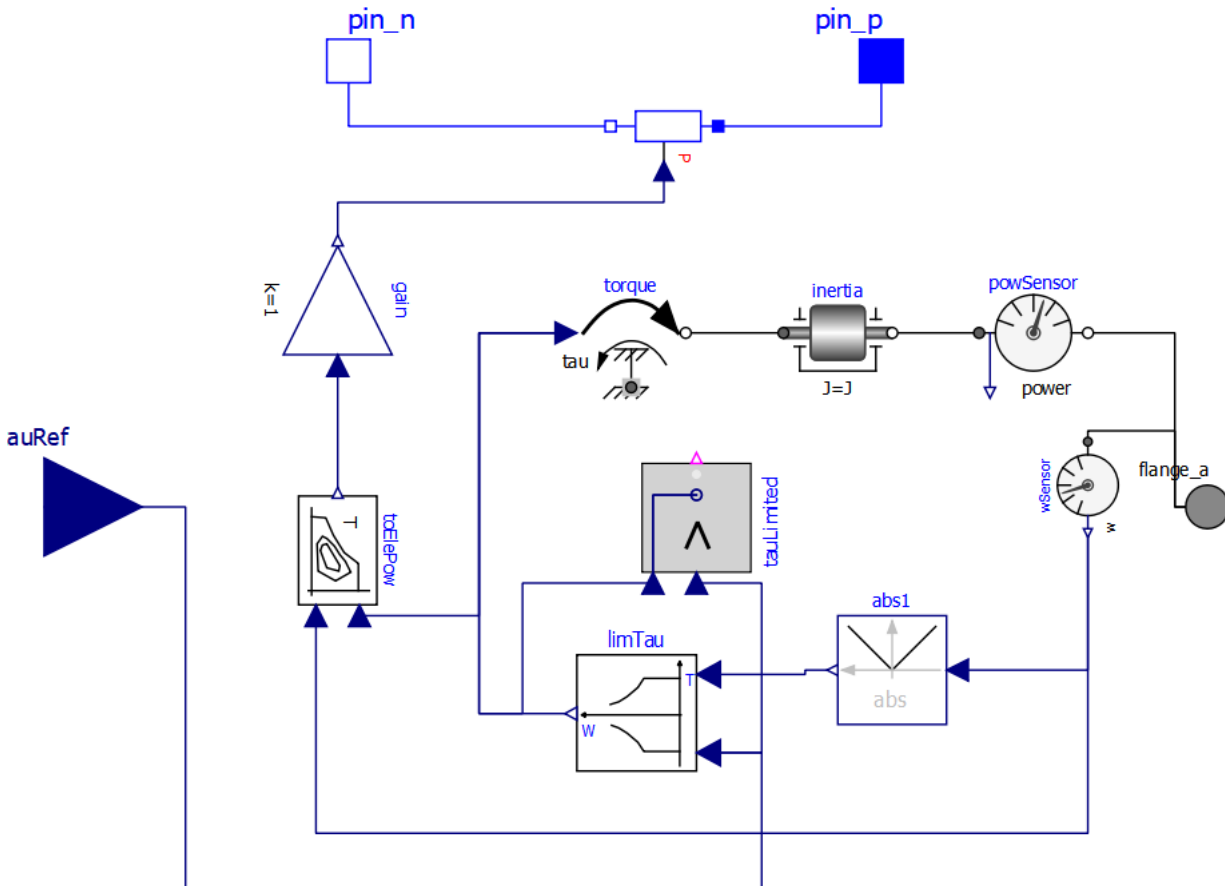 pin_n
pin_p
P
k=1
gain
torque
inertia
powSensor
tau
J=J
power
auRef
wSensor
flange_a
w
T
toElePow
tauLimited
<
limTau
T
W
abs1
abs